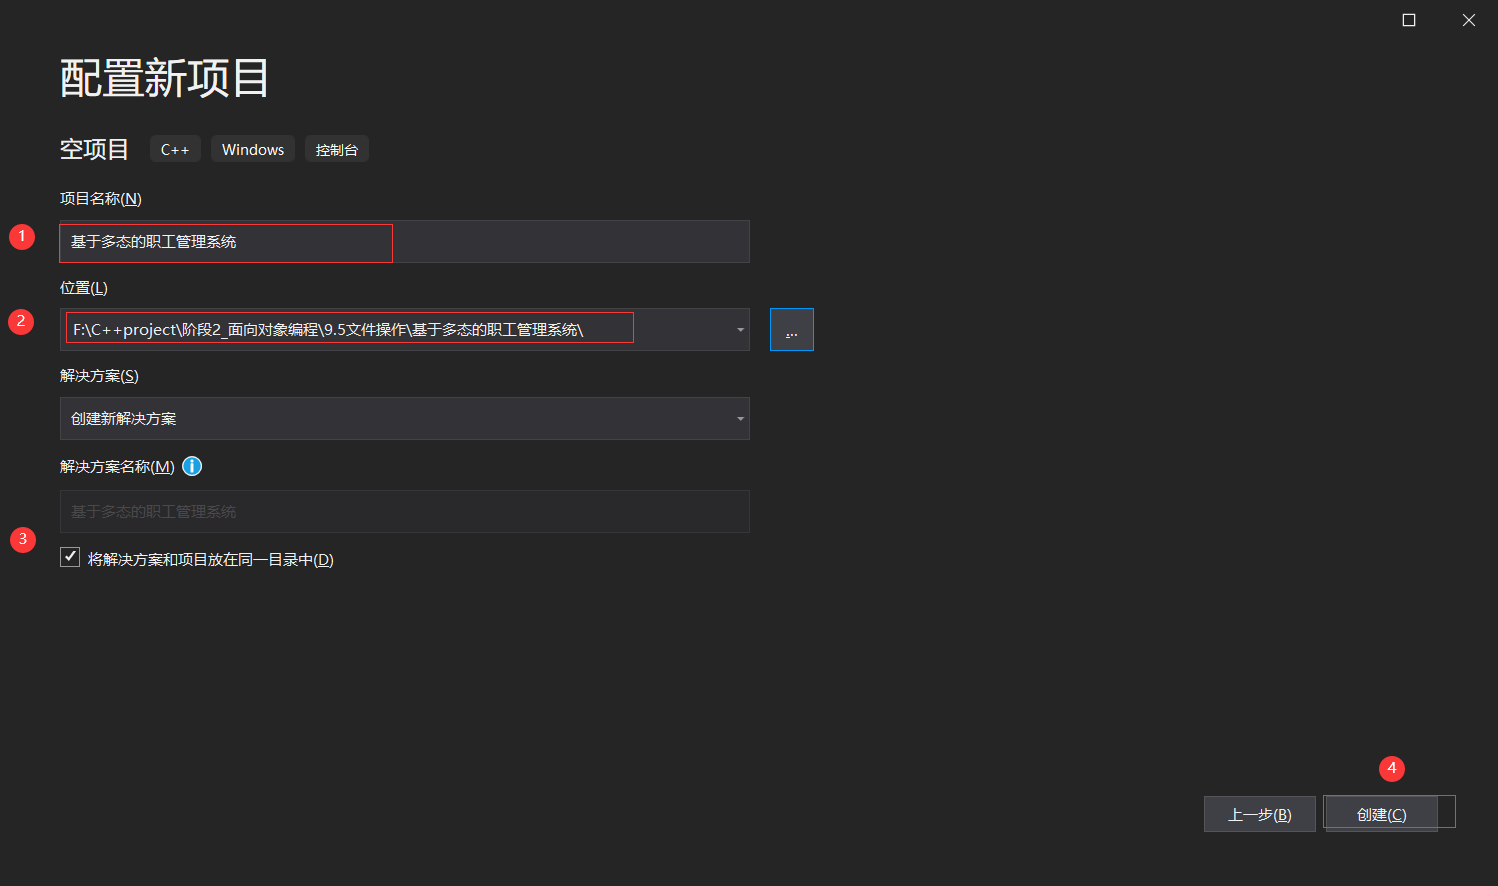 配置新项目
空项目 C++ Windows 控制台
项目名称(N)
1 基于多态的职工管理系统
位置(L)
2 F:\C++project\阶段2_面向对象编程\9.5文件操作\基于多态的职工管理系统\ ...
解决方案(S)
创建新解决方案
解决方案名称(M)
基于多态的职工管理系统
3
将解决方案和项目放在同一目录中(D)
4
上一步(B) 创建(C)